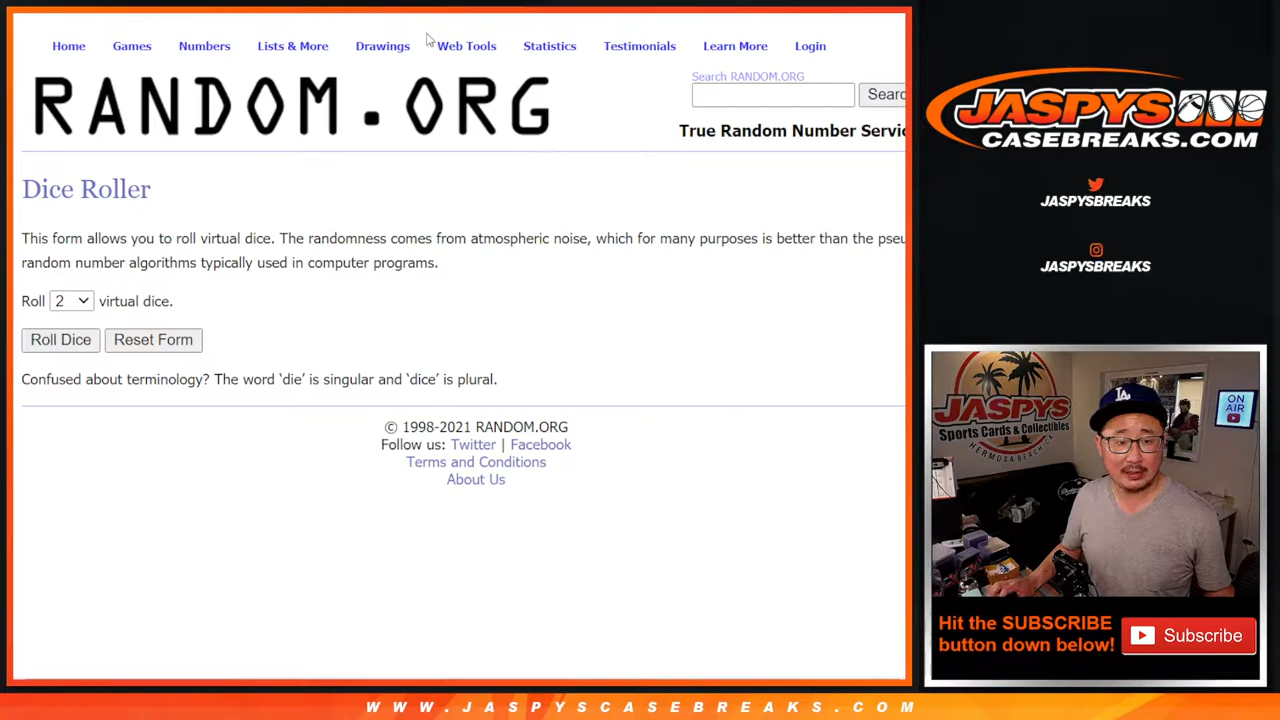 Home Games Numbers Lists & More Drawings Web Tools Statistics Testimonials Learn More Login
RANDOM.ORG
Search RANDOM.ORG
Searc
True Random Number Servic
Dice Roller
This form allows you to roll virtual dice. The randomness comes from atmospheric noise, which for many purposes is better than the pseu
random number algorithms typically used in computer programs.
Roll 2 virtual dice.
Roll Dice Reset Form
Confused about terminology? The word ‘die’ is singular and ‘dice’ is plural.
© 1998-2021 RANDOM.ORG
Follow us: Twitter | Facebook
Terms and Conditions
About Us
JASPYS
CASEBREAKS.COM
JASPYSBREAKS
JASPYSBREAKS
JASPYS
Sports Cards & Collectibles
HERMOSA BEACH, CA
LA
ON
AIR
Hit the SUBSCRIBE
button down below!
Subscribe
WWW.JASPYSCASEBREAKS.COM